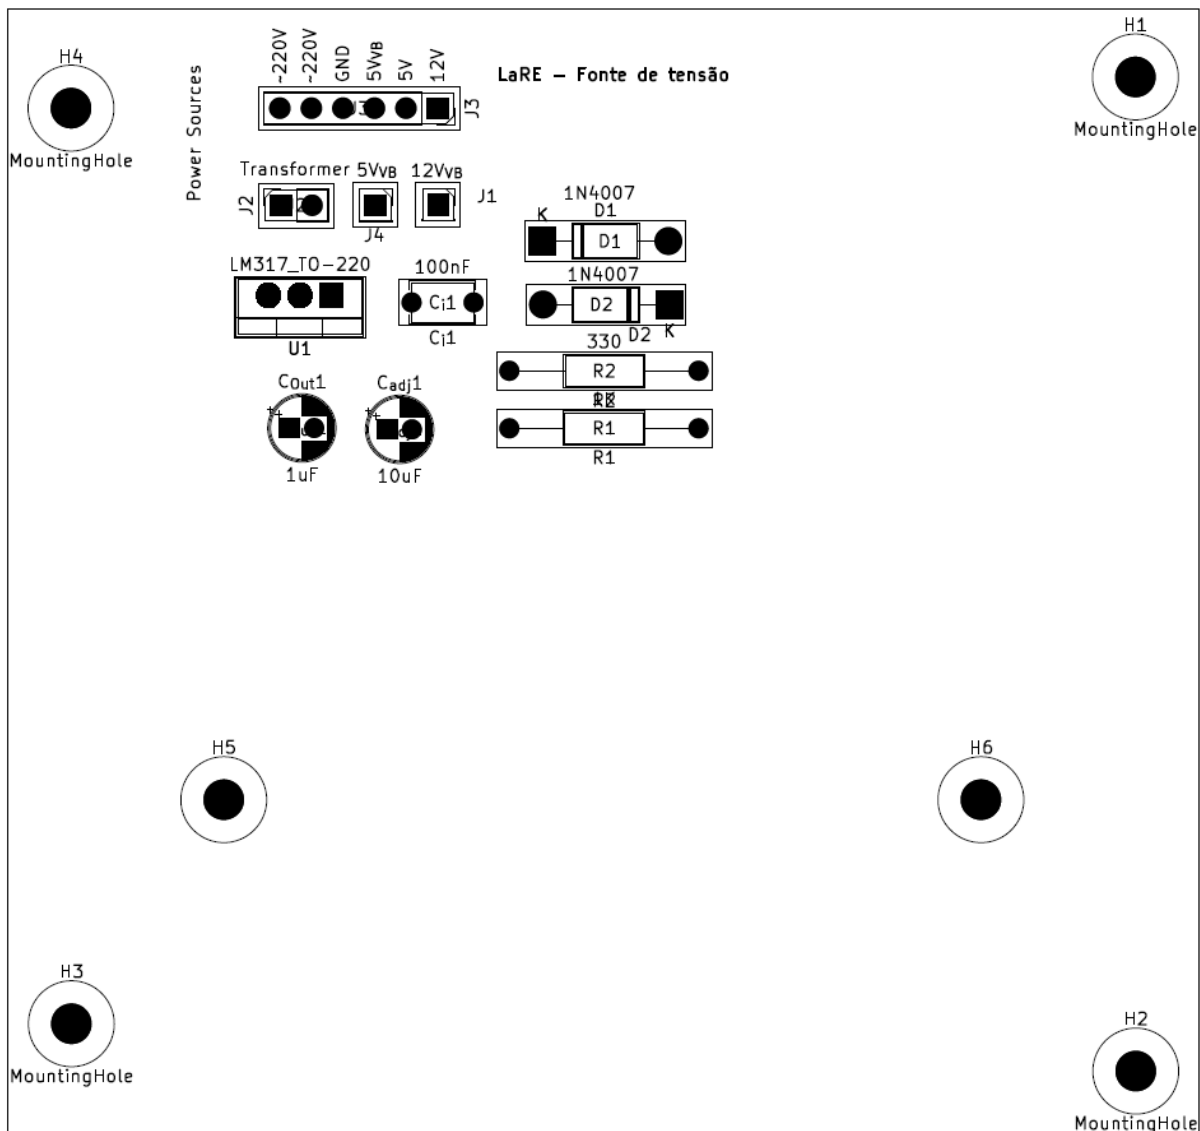 H4
MountingHole
Power Sources
~220V
~220V
GND
5VVB
5V
12V
J3
J3
LaRE - Fonte de tensão
H1
MountingHole
Transformer
5VVB
12VVB
J2
J4
J1
1N4007
D1
K
D1
LM317_TO-220
U1
100nF
Ci1
Ci1
1N4007
D2
D2
K
330
R2
R2
R1
R1
Cout1
1uF
Cadj1
10uF
H5
H6
H3
MountingHole
H2
MountingHole